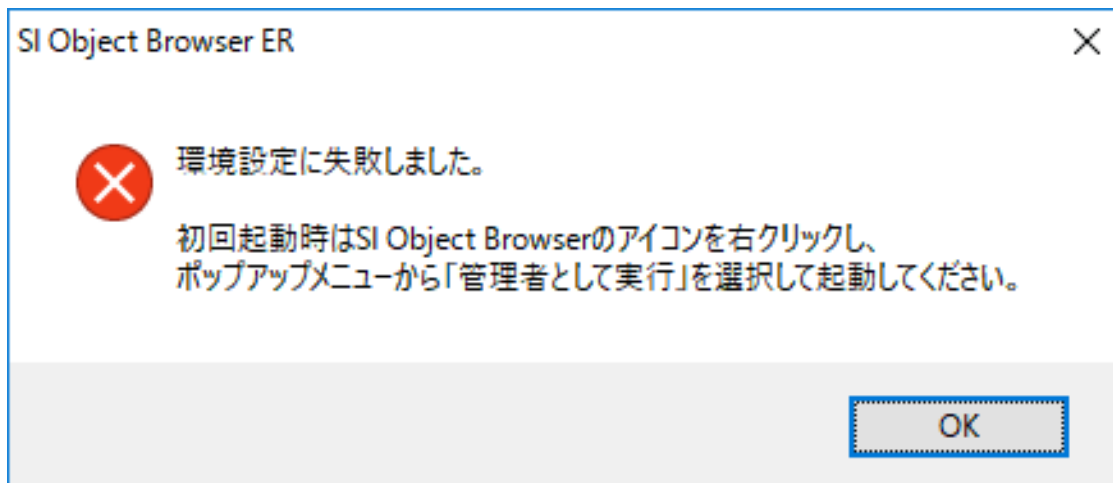 SI Object Browser ER
環境設定に失敗しました。
初回起動時はSI Object Browserのアイコンを右クリックし、
ポップアップメニューから「管理者として実行」を選択して起動してください。
OK